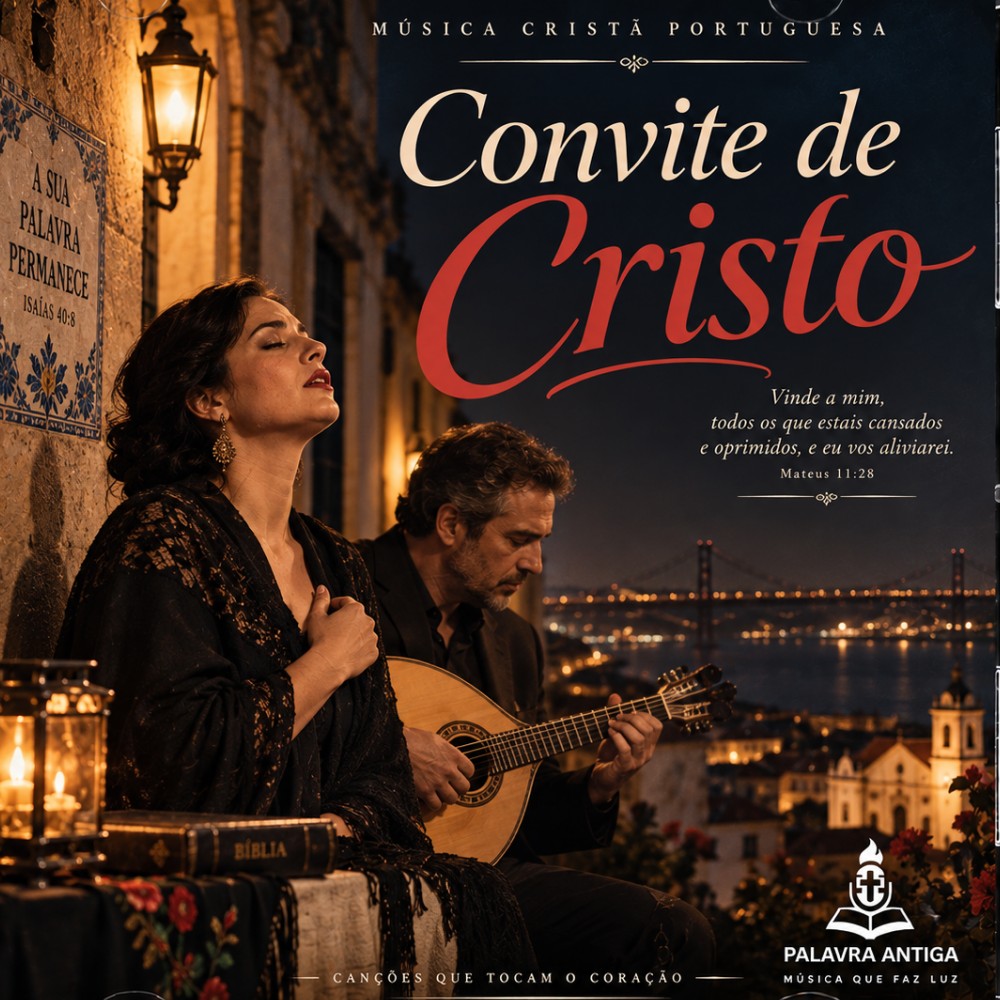 MÚSICA CRISTÃ PORTUGUESA
Convite de
Cristo
Vinde a mim,
todos os que estais cansados
e oprimidos, e eu vos aliviarei.
Mateus 11:28
A SUA
PALAVRA
PERMANECE
ISAÍAS 40:8
BÍBLIA
PALAVRA ANTIGA
MÚSICA QUE FAZ LUZ
CANÇÕES QUE TOCAM O CORAÇÃO